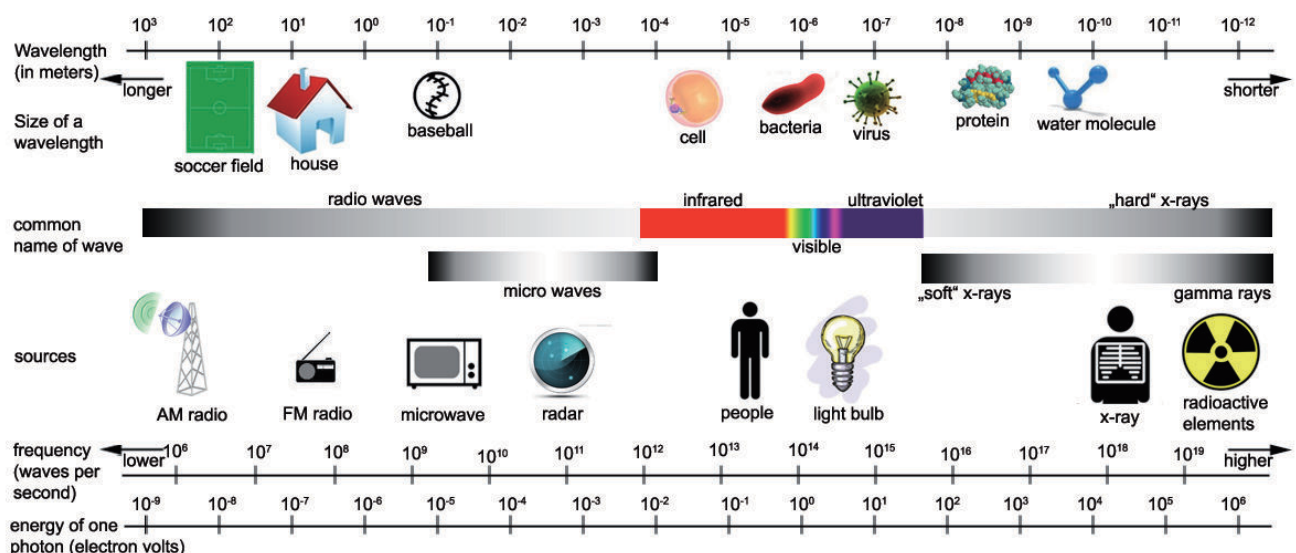 10³ 10² 10¹ 10⁰ 10⁻¹ 10⁻² 10⁻³ 10⁻⁴ 10⁻⁵ 10⁻⁶ 10⁻⁷ 10⁻⁸ 10⁻⁹ 10⁻¹⁰ 10⁻¹¹ 10⁻¹²
Wavelength
(in meters)
longer
shorter
Size of a
wavelength
soccer field
house
baseball
cell
bacteria
virus
protein
water molecule
common
name of wave
radio waves
infrared
visible
ultraviolet
„hard“ x-rays
micro waves
„soft“ x-rays
gamma rays
sources
AM radio
FM radio
microwave
radar
people
light bulb
x-ray
radioactive
elements
frequency
(waves per
second)
lower
higher
10⁶ 10⁷ 10⁸ 10⁹ 10¹⁰ 10¹¹ 10¹² 10¹³ 10¹⁴ 10¹⁵ 10¹⁶ 10¹⁷ 10¹⁸ 10¹⁹
10⁻⁹ 10⁻⁸ 10⁻⁷ 10⁻⁶ 10⁻⁵ 10⁻⁴ 10⁻³ 10⁻² 10⁻¹ 10⁰ 10¹ 10² 10³ 10⁴ 10⁵ 10⁶
energy of one
photon (electron volts)